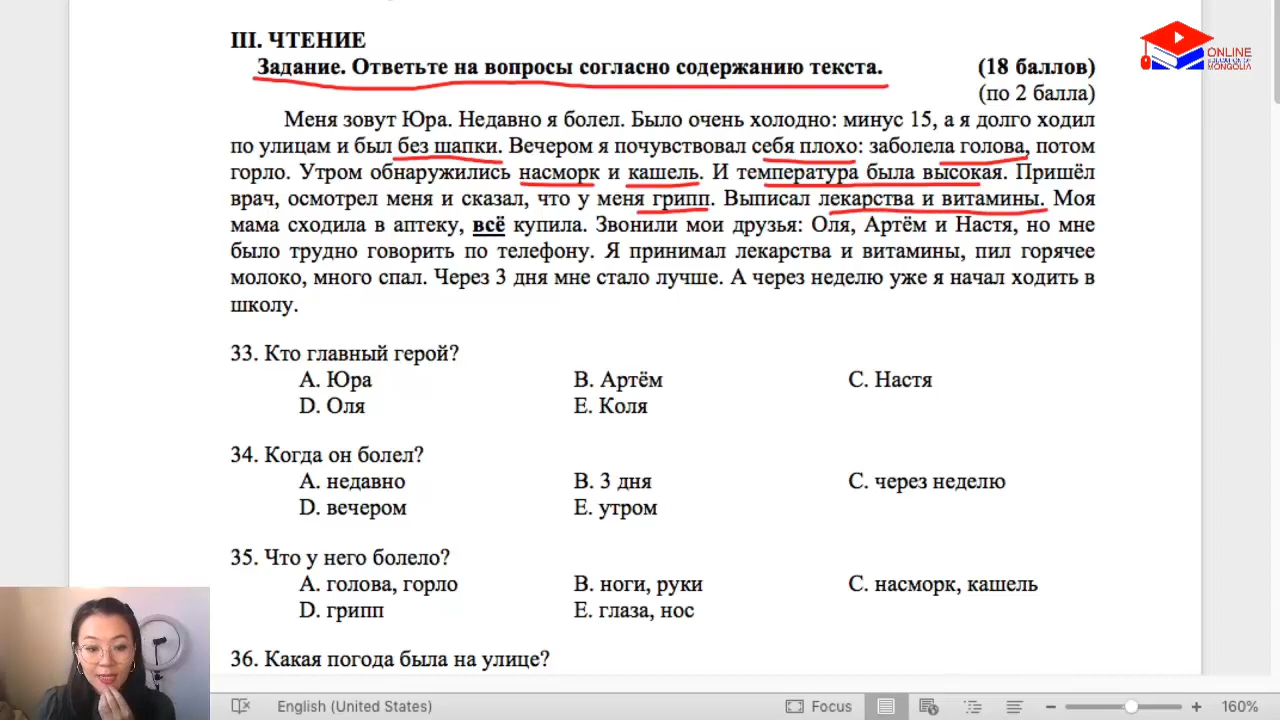 III. ЧТЕНИЕ
Задание. Ответьте на вопросы согласно содержанию текста. (18 баллов)
(по 2 балла)
Меня зовут Юра. Недавно я болел. Было очень холодно: минус 15, а я долго ходил
по улицам и был без шапки. Вечером я почувствовал себя плохо: заболела голова, потом
горло. Утром обнаружились насморк и кашель. И температура была высокая. Пришёл
врач, осмотрел меня и сказал, что у меня грипп. Выписал лекарства и витамины. Моя
мама сходила в аптеку, всё купила. Звонили мои друзья: Оля, Артём и Настя, но мне
было трудно говорить по телефону. Я принимал лекарства и витамины, пил горячее
молоко, много спал. Через 3 дня мне стало лучше. А через неделю уже я начал ходить в
школу.
33. Кто главный герой?
A. Юра B. Артём C. Настя
D. Оля E. Коля
34. Когда он болел?
A. недавно B. 3 дня C. через неделю
D. вечером E. утром
35. Что у него болело?
A. голова, горло B. ноги, руки C. насморк, кашель
D. грипп E. глаза, нос
36. Какая погода была на улице?
ONLINE
EDUCATION OF
MONGOLIA
English (United States) Focus 160%